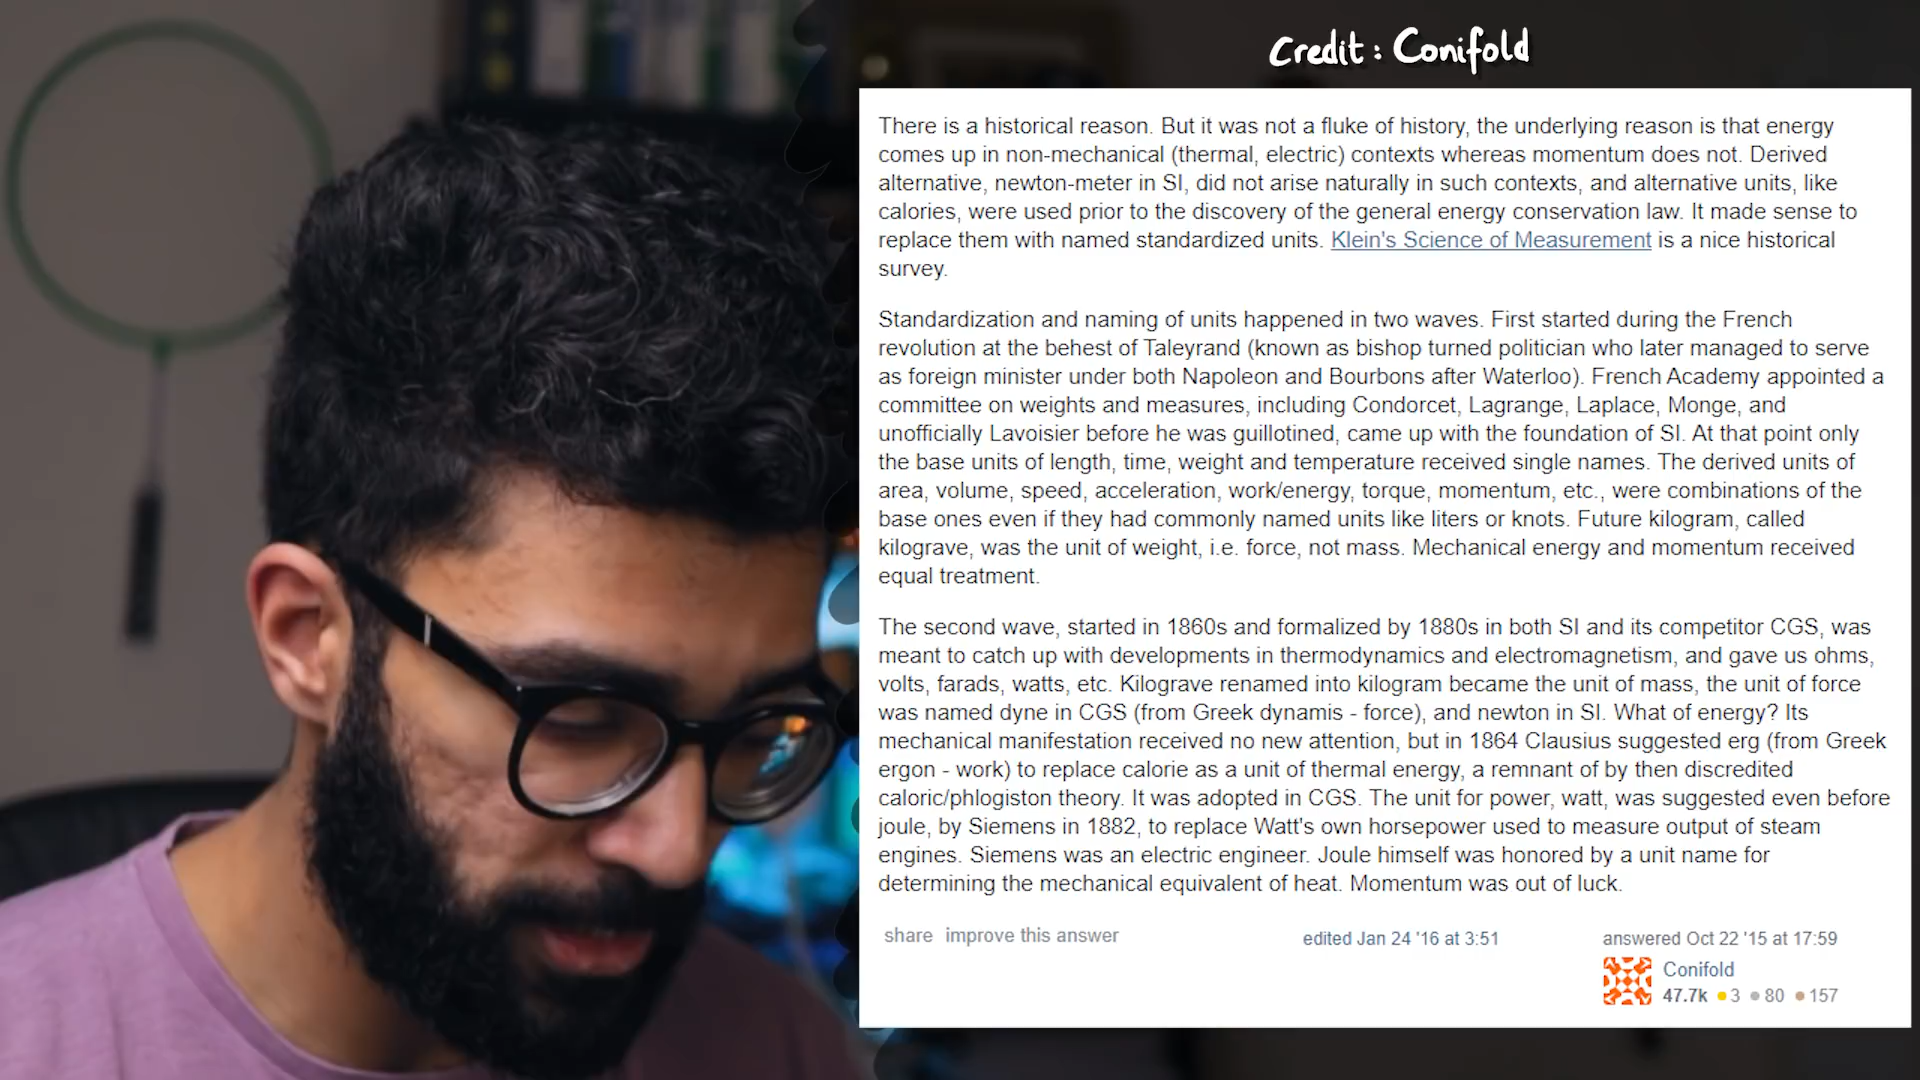 Credit : Conifold
There is a historical reason. But it was not a fluke of history, the underlying reason is that energy
comes up in non-mechanical (thermal, electric) contexts whereas momentum does not. Derived
alternative, newton-meter in SI, did not arise naturally in such contexts, and alternative units, like
calories, were used prior to the discovery of the general energy conservation law. It made sense to
replace them with named standardized units. Klein's Science of Measurement is a nice historical
survey.
Standardization and naming of units happened in two waves. First started during the French
revolution at the behest of Taleyrand (known as bishop turned politician who later managed to serve
as foreign minister under both Napoleon and Bourbons after Waterloo). French Academy appointed a
committee on weights and measures, including Condorcet, Lagrange, Laplace, Monge, and
unofficially Lavoisier before he was guillotined, came up with the foundation of SI. At that point only
the base units of length, time, weight and temperature received single names. The derived units of
area, volume, speed, acceleration, work/energy, torque, momentum, etc., were combinations of the
base ones even if they had commonly named units like liters or knots. Future kilogram, called
kilograve, was the unit of weight, i.e. force, not mass. Mechanical energy and momentum received
equal treatment.
The second wave, started in 1860s and formalized by 1880s in both SI and its competitor CGS, was
meant to catch up with developments in thermodynamics and electromagnetism, and gave us ohms,
volts, farads, watts, etc. Kilograve renamed into kilogram became the unit of mass, the unit of force
was named dyne in CGS (from Greek dynamis - force), and newton in SI. What of energy? Its
mechanical manifestation received no new attention, but in 1864 Clausius suggested erg (from Greek
ergon - work) to replace calorie as a unit of thermal energy, a remnant of by then discredited
caloric/phlogiston theory. It was adopted in CGS. The unit for power, watt, was suggested even before
joule, by Siemens in 1882, to replace Watt's own horsepower used to measure output of steam
engines. Siemens was an electric engineer. Joule himself was honored by a unit name for
determining the mechanical equivalent of heat. Momentum was out of luck.
share improve this answer
edited Jan 24 '16 at 3:51
answered Oct 22 '15 at 17:59
Conifold
47.7k 3 80 157